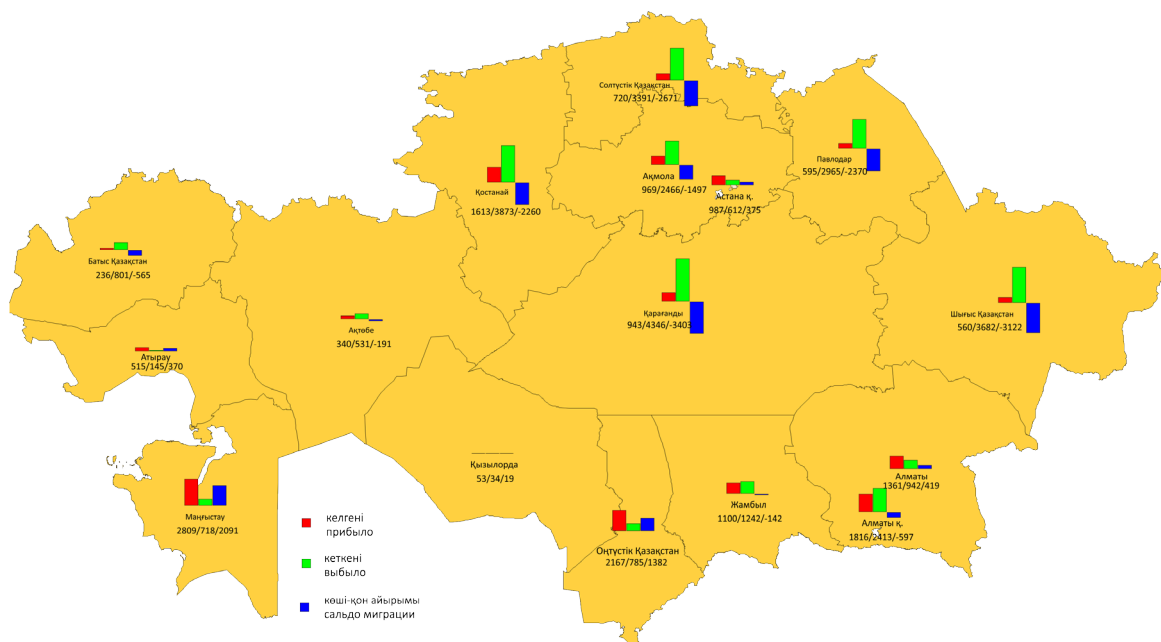 Солтүстік Қазақстан
720/3391/-2671
Павлодар
595/2965/-2370
Ақмола
969/2466/-1497
Астана қ.
987/612/375
Қостанай
1613/3873/-2260
Батыс Қазақстан
236/801/-565
Ақтөбе
340/531/-191
Атырау
515/145/370
Қарағанды
943/4346/-3403
Шығыс Қазақстан
560/3682/-3122
Қызылорда
53/34/19
Маңғыстау
2809/718/2091
Оңтүстік Қазақстан
2167/785/1382
Жамбыл
1100/1242/-142
Алматы
1361/942/419
Алматы қ.
1816/2413/-597
келгені
прибыло
кеткені
выбыло
көші-қон айырымы
сальдо миграции